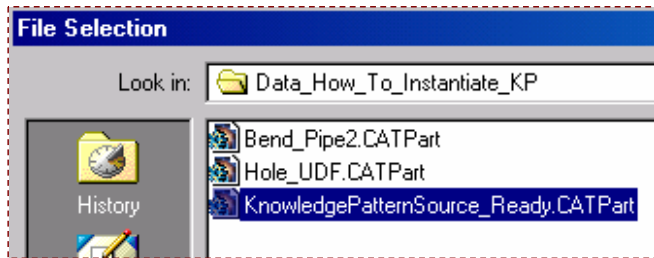 File Selection
Look in: Data_How_To_Instantiate_KP
Bend_Pipe2.CATPart
Hole_UDF.CATPart
KnowledgePatternSource_Ready.CATPart
History